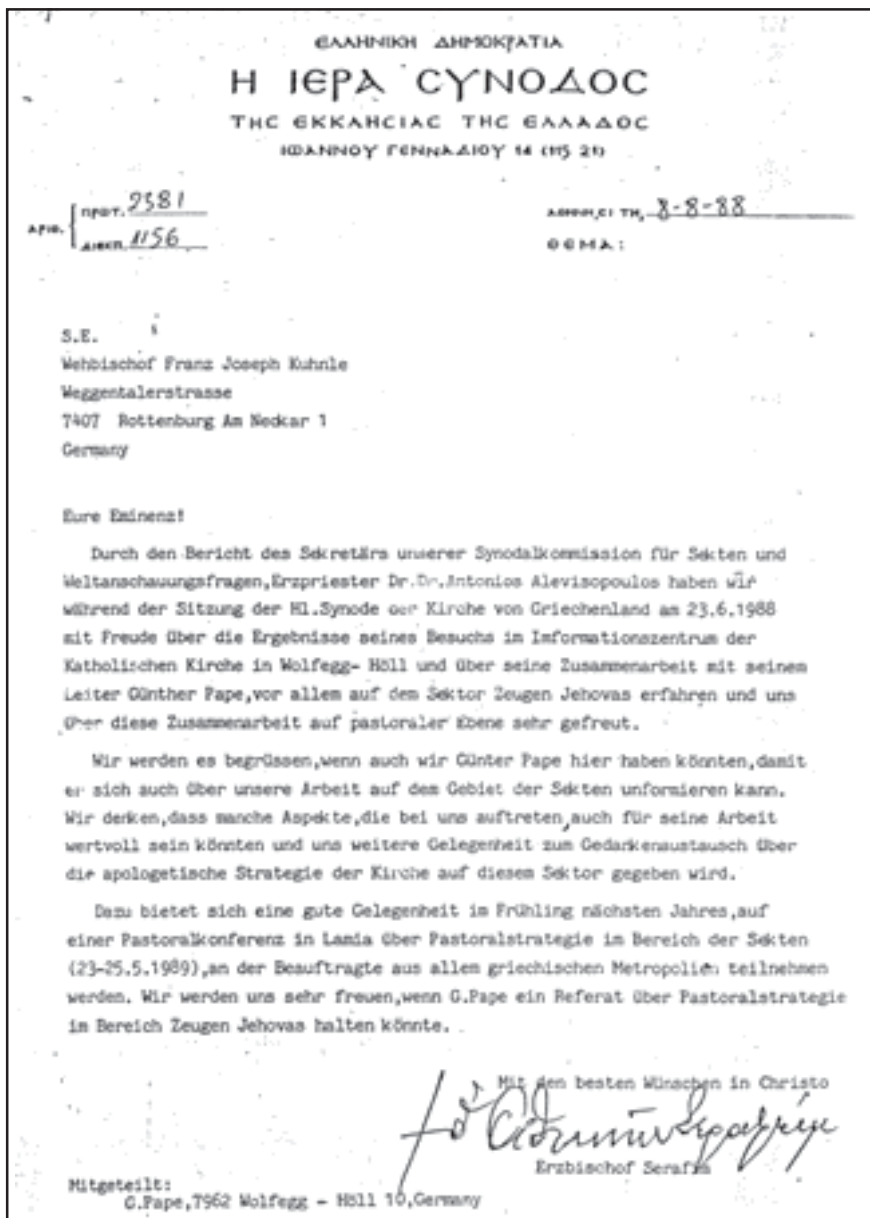 ΕΛΛΗΝΙΚΗ ΔΗΜΟΚΡΑΤΙΑ
Η ΙΕΡΑ ΣΥΝΟΔΟΣ
ΤΗΣ ΕΚΚΛΗΣΙΑΣ ΤΗΣ ΕΛΛΑΔΟΣ
ΙΩΑΝΝΟΥ ΓΕΝΝΑΔΙΟΥ 14 (115 21)
ΑΡΙΘ. ΠΡΩΤ. 2381
ΔΙΕΚΠ. 1156
ΑΘΗΝΗΣΙ ΤΗ, 8-8-88
ΘΕΜΑ:
S.E.
Wehbischof Franz Joseph Kuhnle
Weggentalerstrasse
7407 Rottenburg Am Neckar 1
Germany
Eure Eminenz!
Durch den Bericht des Sekretärs unserer Synodalkommission für Sekten und
Weltanschauungsfragen,Erzpriester Dr.Dr.Antonios Alevisopoulos haben wir
während der Sitzung der Hl.Synode der Kirche von Griechenland am 23.6.1988
mit Freude über die Ergebnisse seines Besuchs im Imformationszentrum der
Katholischen Kirche in Wolfegg- Höll und über seine Zusammenarbeit mit seinem
Leiter Günther Pape,vor allem auf dem Sektor Zeugen Jehovas erfahren und uns
über diese Zusammenarbeit auf pastoraler Ebene sehr gefreut.
Wir werden es begrüssen,wenn auch wir Günter Pape hier haben könnten,damit
er sich auch über unsere Arbeit auf dem Gebiet der Sekten unformieren kann.
Wir denken,dass manche Aspekte,die bei uns auftreten,auch für seine Arbeit
wertvoll sein könnten und uns weitere Gelegenheit zum Gedankenaustausch über
die apologetische Strategie der Kirche auf diesem Sektor gegeben wird.
Dazu bietet sich eine gute Gelegenheit im Frühling nächsten Jahres,auf
einer Pastoralkonferenz in Lamia über Pastoralstrategie im Bereich der Sekten
(23-25.5.1989),an der Beauftragte aus allem griechischen Metropolien teilnehmen
werden. Wir werden uns sehr freuen,wenn G.Pape ein Referat über Pastoralstrategie
im Bereich Zeugen Jehovas halten könnte.
Mit den besten Wünschen in Christo
Erzbischof Serafim
Mitgeteilt:
G.Pape,7962 Wolfegg - Höll 10,Germany